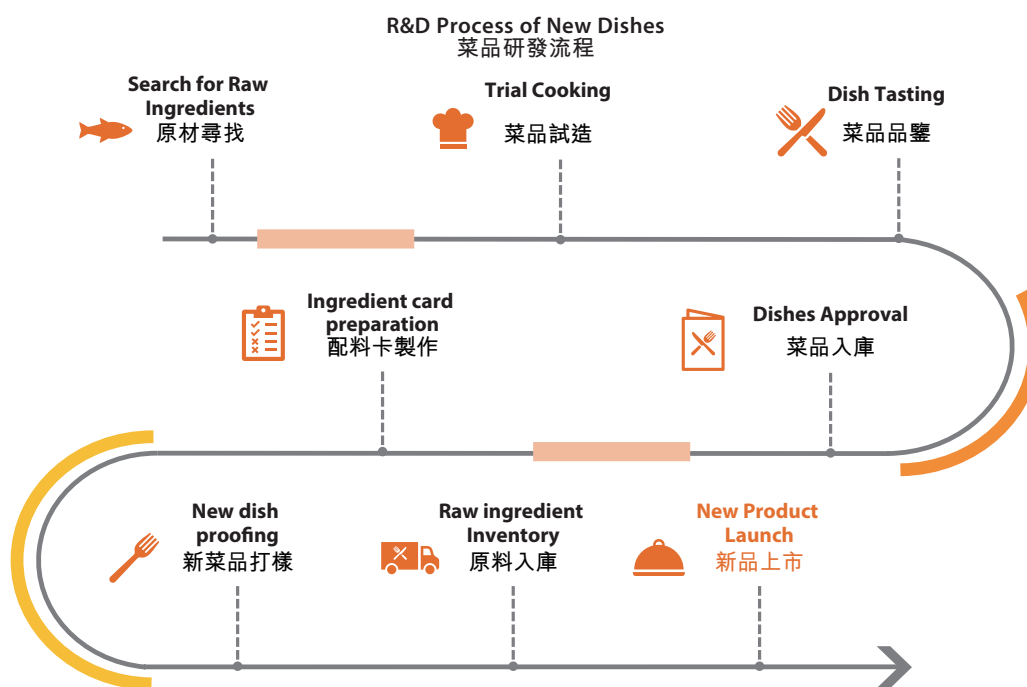 R&D Process of New Dishes
菜品研發流程
Search for Raw
Ingredients
原材尋找
Trial Cooking
菜品試造
Dish Tasting
菜品品鑒
Ingredient card
preparation
配料卡製作
Dishes Approval
菜品入庫
New dish
proofing
新菜品打樣
Raw ingredient
Inventory
原料入庫
New Product
Launch
新品上市